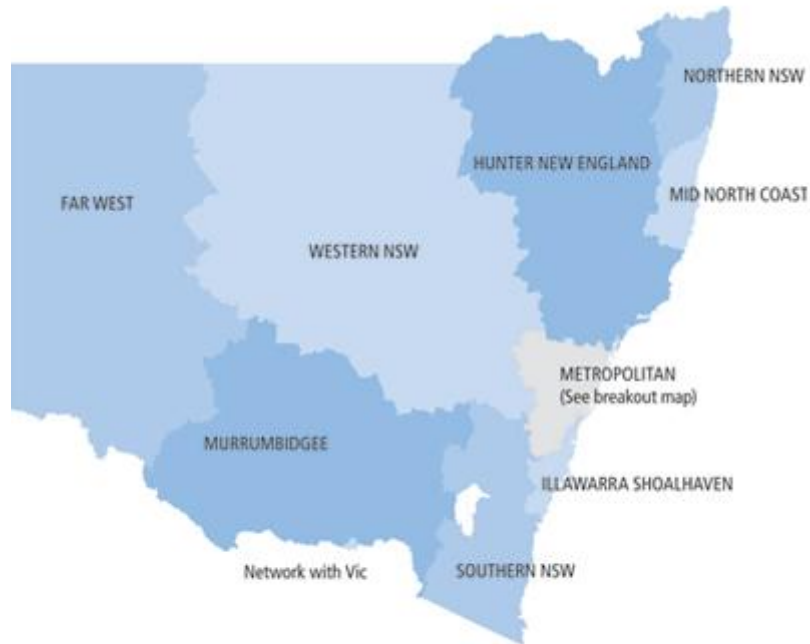 NORTHERN NSW
HUNTER NEW ENGLAND
MID NORTH COAST
FAR WEST
WESTERN NSW
METROPOLITAN
(See breakout map)
MURRUMBIDGEE
ILLAWARRA SHOALHAVEN
Network with Vic
SOUTHERN NSW